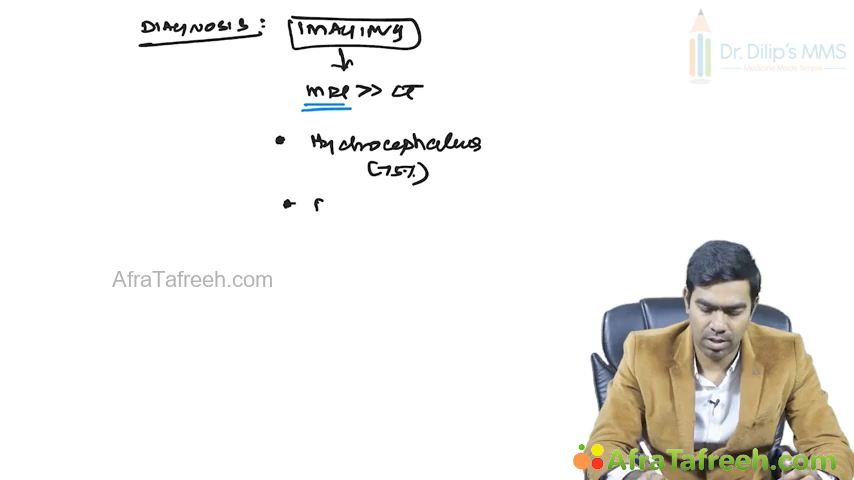 DIAGNOSIS : IMAGING
MRI >> CT
• Hydrocephalus
(75%)
Dr. Dilip's MMS
Medicine Made Simple
AfraTafreeh.com
AfraTafreeh.com